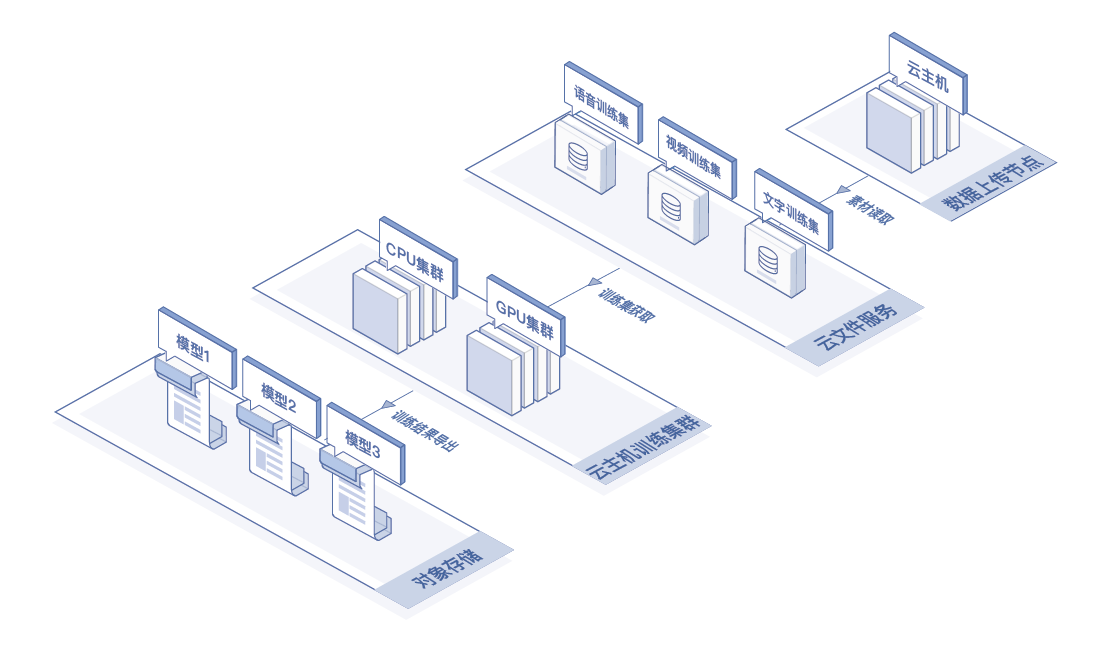 云主机
数据上传节点
素材读取
语音训练集
视频训练集
文字训练集
云文件服务
训练集获取
CPU集群
GPU集群
云主机训练集群
训练结果导出
模型1
模型2
模型3
对象存储